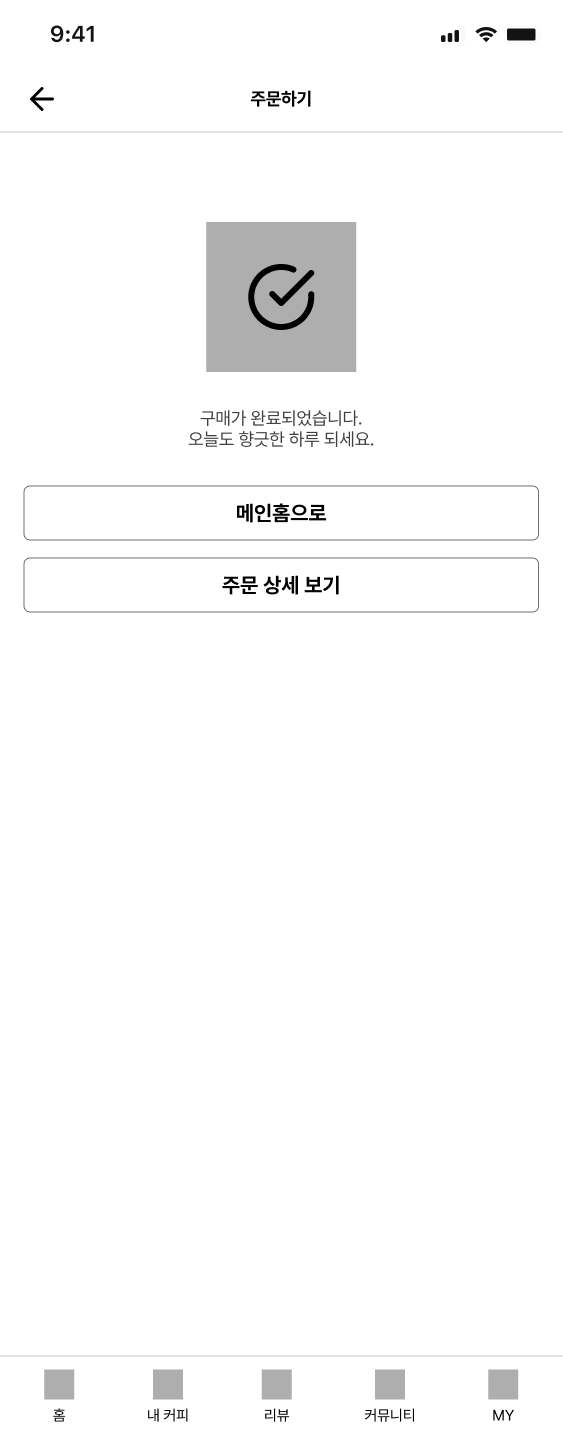 9:41
주문하기
구매가 완료되었습니다.
오늘도 향긋한 하루 되세요.
메인홈으로
주문 상세 보기
홈 내 커피 리뷰 커뮤니티 MY